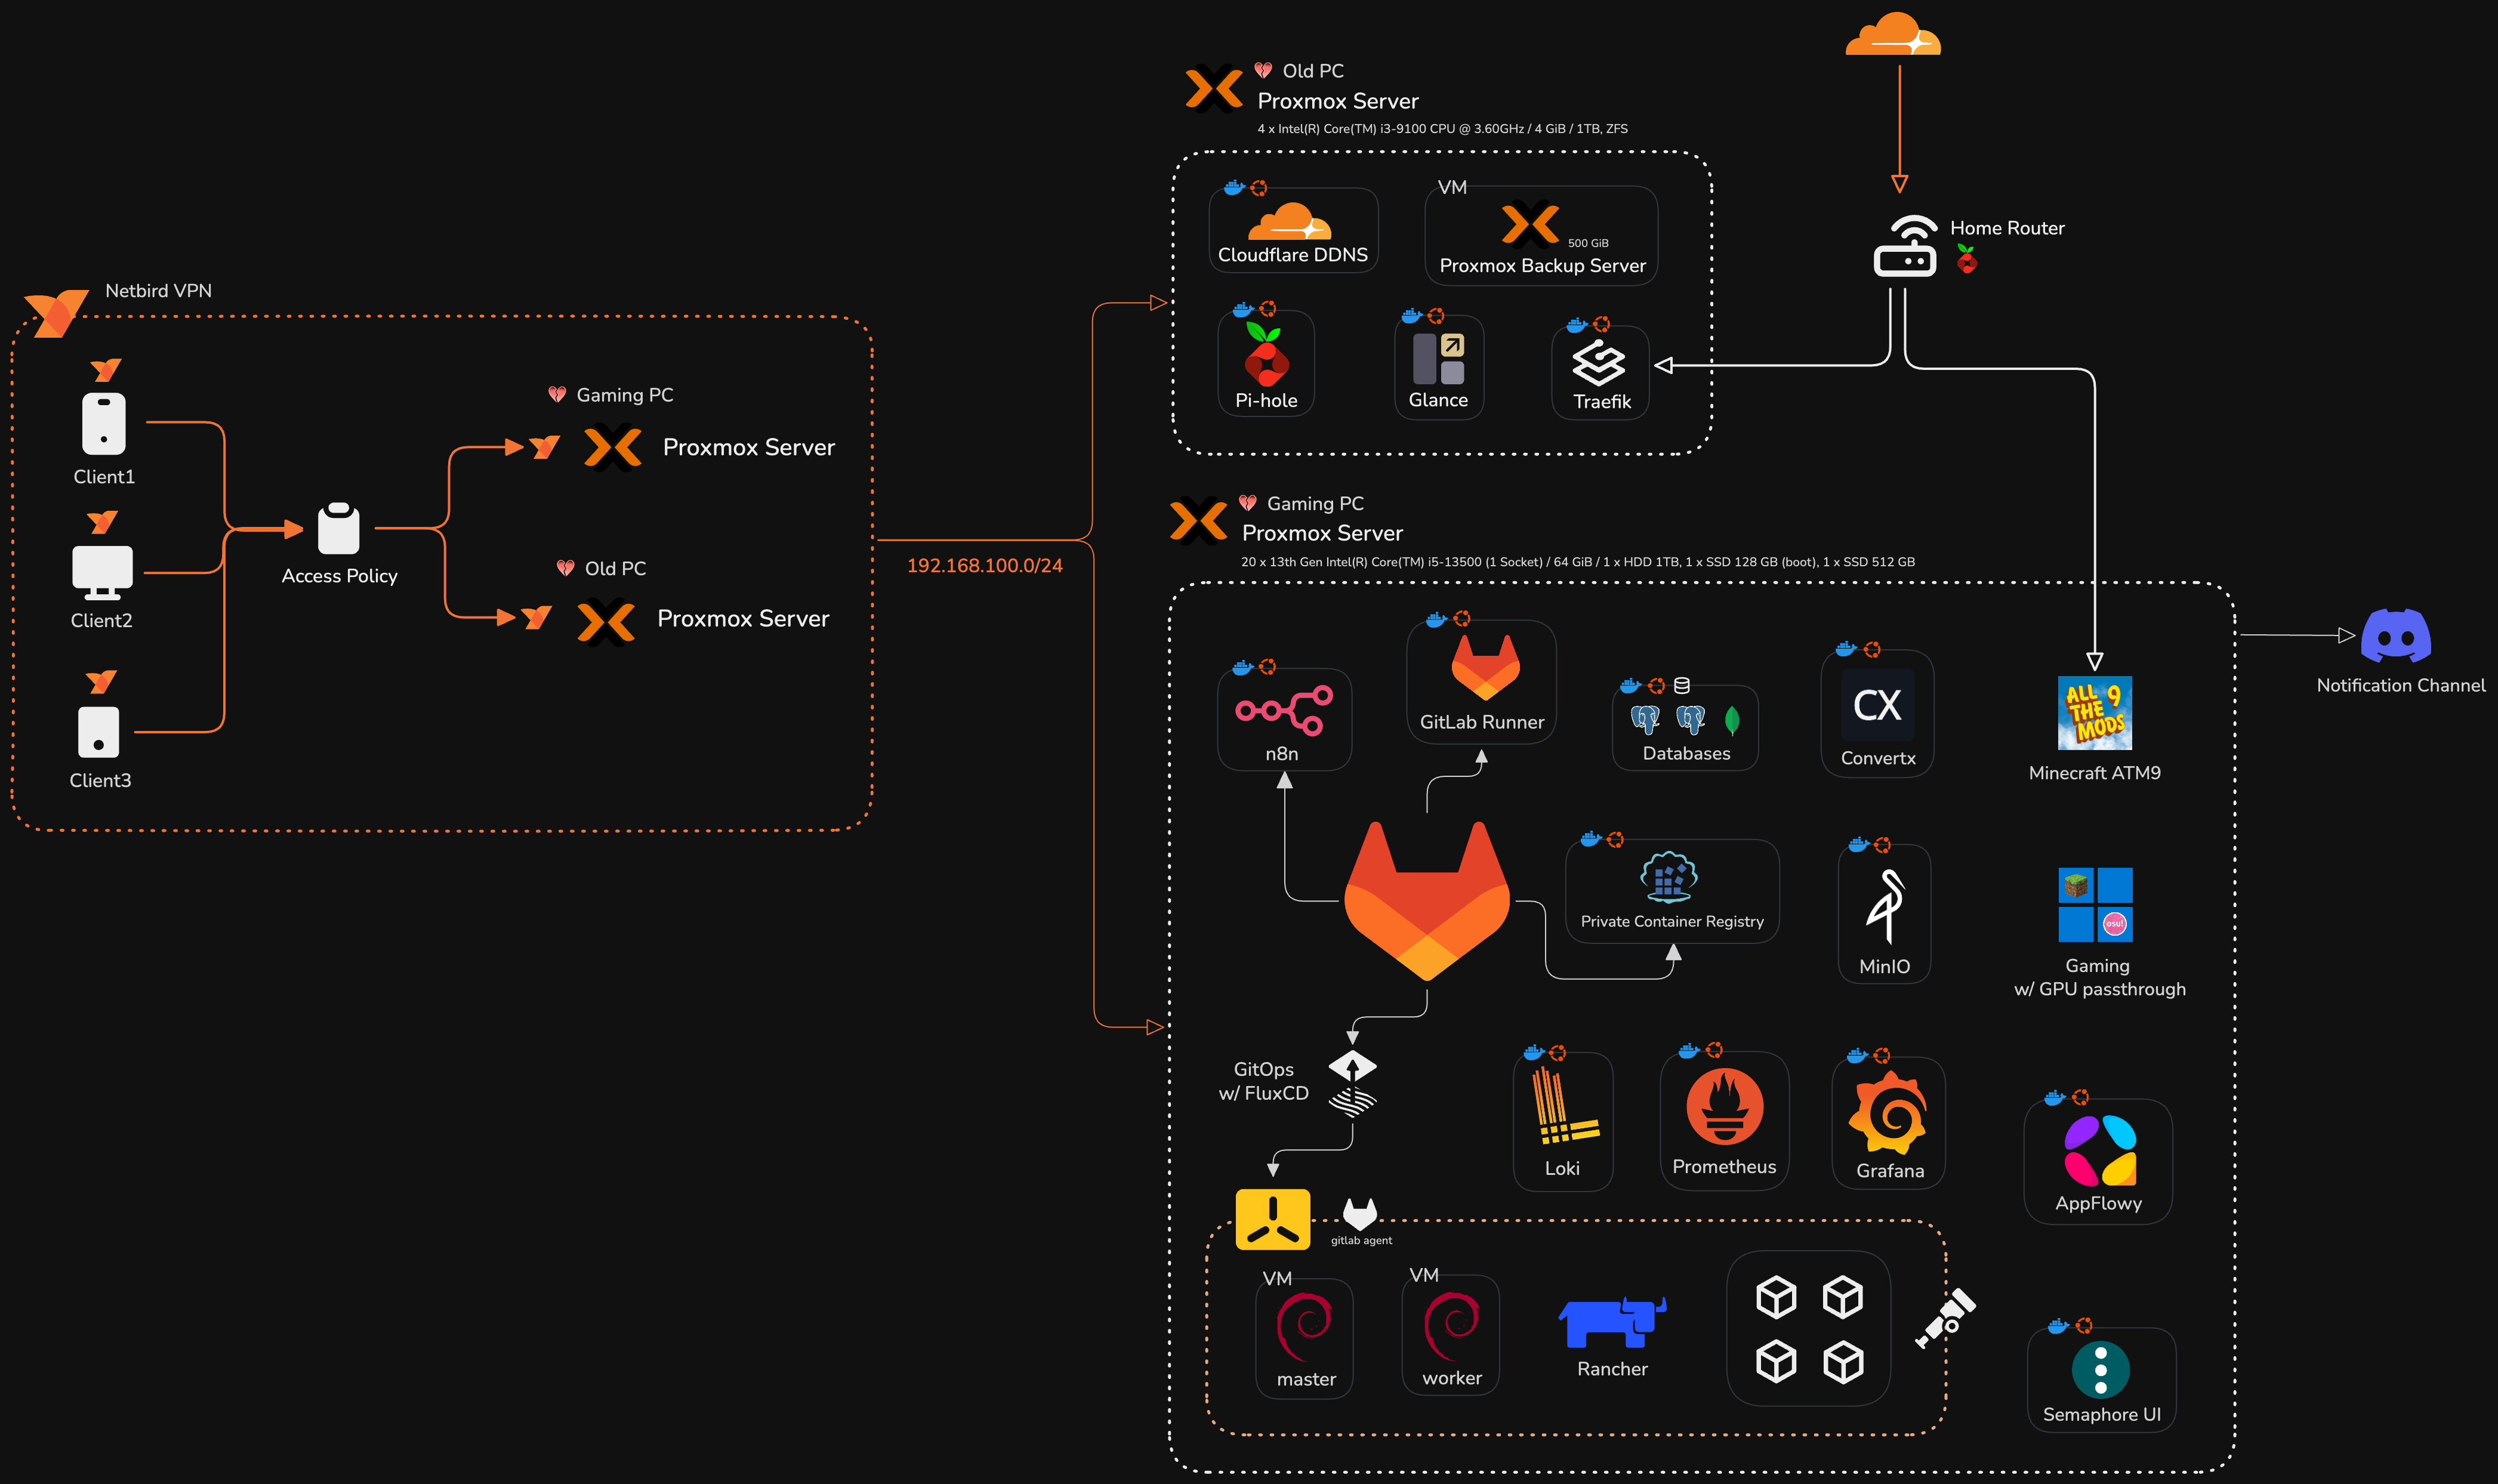 Netbird VPN
Client1
Client2
Client3
Access Policy
Gaming PC
Proxmox Server
Old PC
Proxmox Server
192.168.100.0/24
Old PC
Proxmox Server
4 x Intel(R) Core(TM) i3-9100 CPU @ 3.60GHz / 4 GiB / 1TB, ZFS
Cloudflare DDNS
VM
500 GiB
Proxmox Backup Server
Pi-hole
Glance
Traefik
Home Router
Gaming PC
Proxmox Server
20 x 13th Gen Intel(R) Core(TM) i5-13500 (1 Socket) / 64 GiB / 1 x HDD 1TB, 1 x SSD 128 GB (boot), 1 x SSD 512 GB
n8n
GitLab Runner
Databases
CX
Convertx
ALL 9
THE
MODS
Minecraft ATM9
Notification Channel
Private Container Registry
MinIO
osu!
Gaming
w/ GPU passthrough
GitOps
w/ FluxCD
Loki
Prometheus
Grafana
AppFlowy
gitlab agent
VM
master
VM
worker
Rancher
Semaphore UI